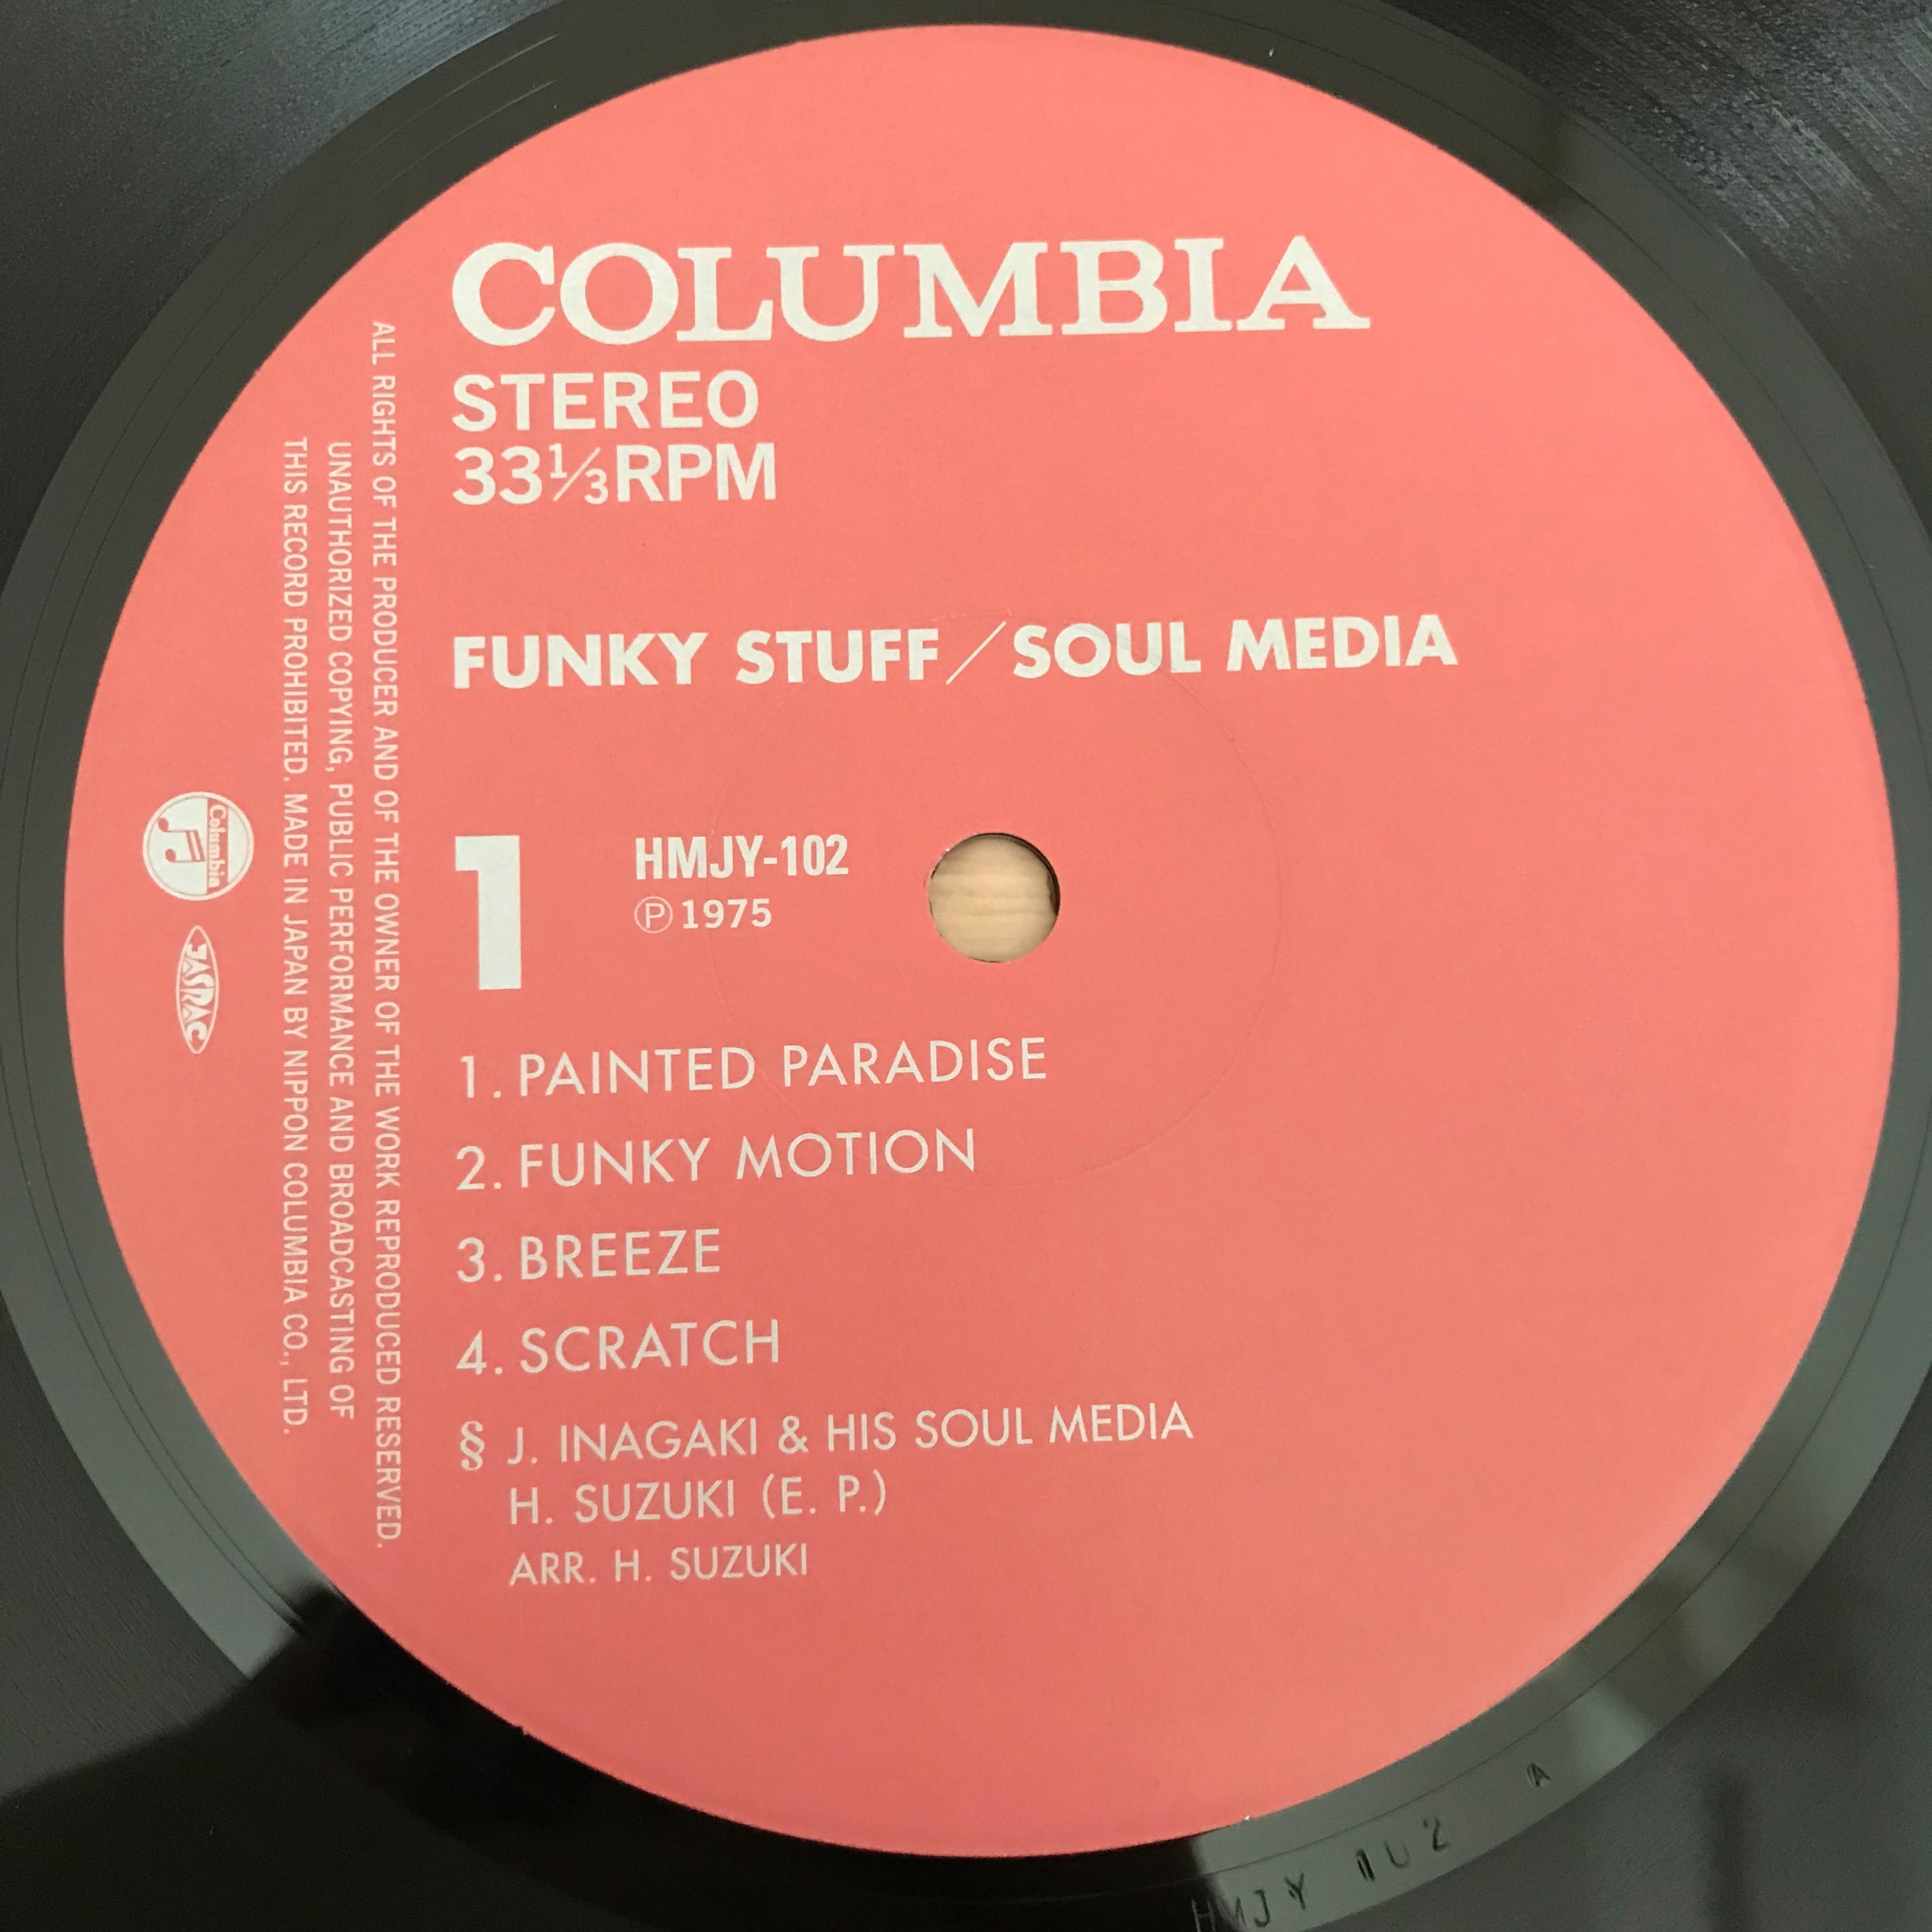 COLUMBIA
STEREO
33⅓RPM
FUNKY STUFF／SOUL MEDIA
1
HMJY-102
Ⓟ1975
1. PAINTED PARADISE
2. FUNKY MOTION
3. BREEZE
4. SCRATCH
§ J. INAGAKI & HIS SOUL MEDIA
H. SUZUKI (E. P.)
ARR. H. SUZUKI
ALL RIGHTS OF THE PRODUCER AND OF THE OWNER OF THE WORK REPRODUCED RESERVED.
UNAUTHORIZED COPYING, PUBLIC PERFORMANCE AND BROADCASTING OF
THIS RECORD PROHIBITED. MADE IN JAPAN BY NIPPON COLUMBIA CO., LTD.
Columbia
JASRAC
HMJY 102 A